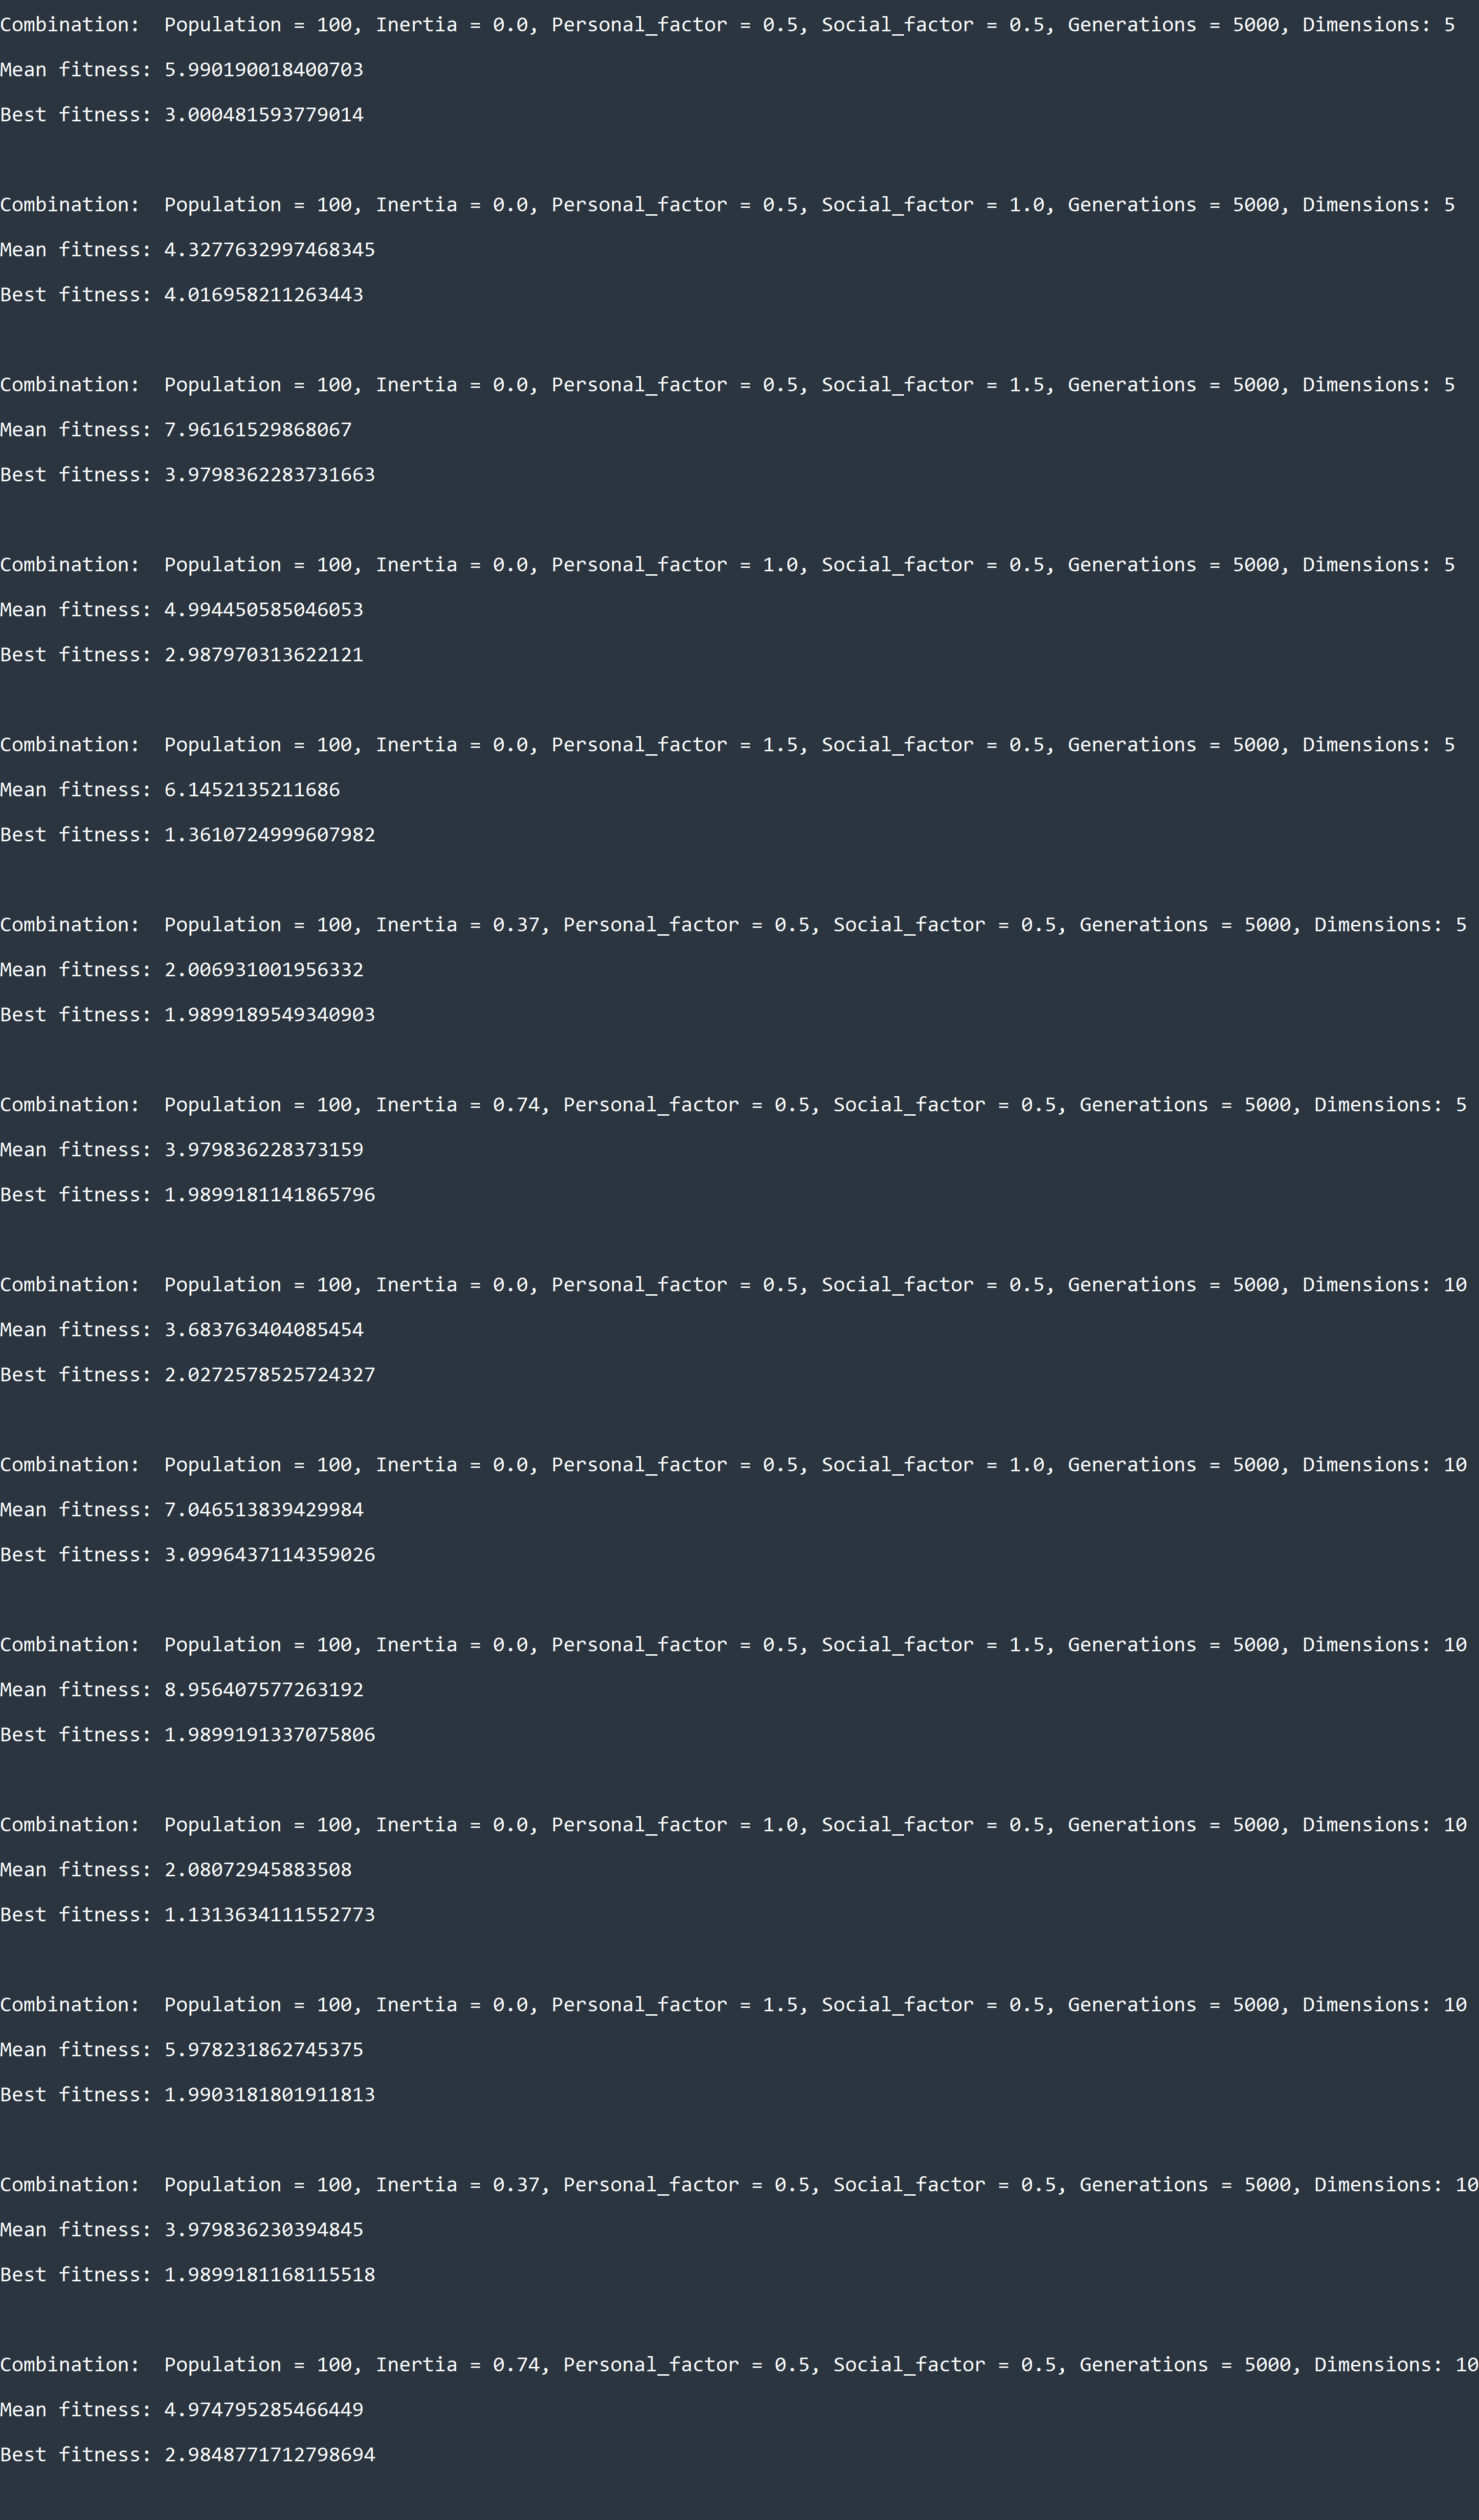 Combination:  Population = 100, Inertia = 0.0, Personal_factor = 0.5, Social_factor = 0.5, Generations = 5000, Dimensions: 5
Mean fitness: 5.990190018400703
Best fitness: 3.000481593779014
Combination:  Population = 100, Inertia = 0.0, Personal_factor = 0.5, Social_factor = 1.0, Generations = 5000, Dimensions: 5
Mean fitness: 4.3277632997468345
Best fitness: 4.016958211263443
Combination:  Population = 100, Inertia = 0.0, Personal_factor = 0.5, Social_factor = 1.5, Generations = 5000, Dimensions: 5
Mean fitness: 7.96161529868067
Best fitness: 3.9798362283731663
Combination:  Population = 100, Inertia = 0.0, Personal_factor = 1.0, Social_factor = 0.5, Generations = 5000, Dimensions: 5
Mean fitness: 4.994450585046053
Best fitness: 2.987970313622121
Combination:  Population = 100, Inertia = 0.0, Personal_factor = 1.5, Social_factor = 0.5, Generations = 5000, Dimensions: 5
Mean fitness: 6.1452135211686
Best fitness: 1.3610724999607982
Combination:  Population = 100, Inertia = 0.37, Personal_factor = 0.5, Social_factor = 0.5, Generations = 5000, Dimensions: 5
Mean fitness: 2.006931001956332
Best fitness: 1.9899189549340903
Combination:  Population = 100, Inertia = 0.74, Personal_factor = 0.5, Social_factor = 0.5, Generations = 5000, Dimensions: 5
Mean fitness: 3.979836228373159
Best fitness: 1.9899181141865796
Combination:  Population = 100, Inertia = 0.0, Personal_factor = 0.5, Social_factor = 0.5, Generations = 5000, Dimensions: 10
Mean fitness: 3.683763404085454
Best fitness: 2.0272578525724327
Combination:  Population = 100, Inertia = 0.0, Personal_factor = 0.5, Social_factor = 1.0, Generations = 5000, Dimensions: 10
Mean fitness: 7.046513839429984
Best fitness: 3.0996437114359026
Combination:  Population = 100, Inertia = 0.0, Personal_factor = 0.5, Social_factor = 1.5, Generations = 5000, Dimensions: 10
Mean fitness: 8.956407577263192
Best fitness: 1.9899191337075806
Combination:  Population = 100, Inertia = 0.0, Personal_factor = 1.0, Social_factor = 0.5, Generations = 5000, Dimensions: 10
Mean fitness: 2.08072945883508
Best fitness: 1.1313634111552773
Combination:  Population = 100, Inertia = 0.0, Personal_factor = 1.5, Social_factor = 0.5, Generations = 5000, Dimensions: 10
Mean fitness: 5.978231862745375
Best fitness: 1.9903181801911813
Combination:  Population = 100, Inertia = 0.37, Personal_factor = 0.5, Social_factor = 0.5, Generations = 5000, Dimensions: 10
Mean fitness: 3.979836230394845
Best fitness: 1.9899181168115518
Combination:  Population = 100, Inertia = 0.74, Personal_factor = 0.5, Social_factor = 0.5, Generations = 5000, Dimensions: 10
Mean fitness: 4.974795285466449
Best fitness: 2.9848771712798694